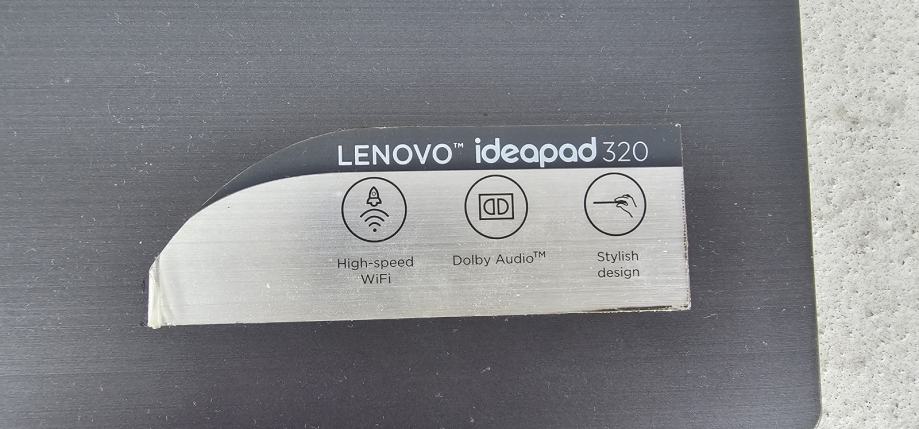 LENOVO™ ideapad 320
High-speed
WiFi
Dolby Audio™
Stylish
design